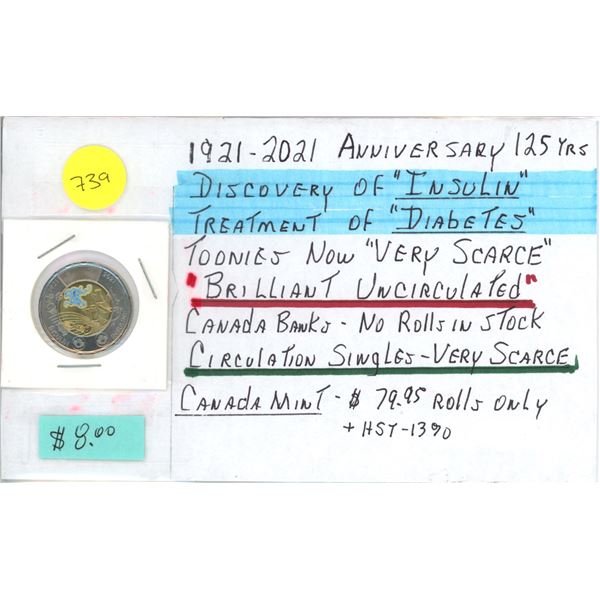 739
$ 8.00
1921-2021 ANNIVERSARY 125 YRS
DISCOVERY OF "INSULIN"
TREATMENT OF "DIABETES"
TOONIES NOW "VERY SCARCE"
"BRILLIANT UNCIRCULATED"
CANADA BANKS - NO ROLLS IN STOCK
CIRCULATION SINGLES - VERY SCARCE
CANADA MINT - $ 79.95 ROLLS ONLY
+ HST-13%